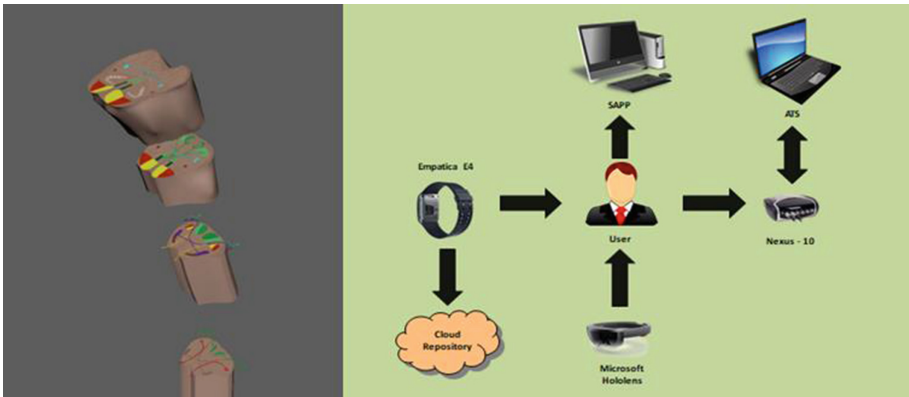 SAPP
ATS
Empatica E4
User
Nexus - 10
Cloud
Repository
Microsoft
Hololens